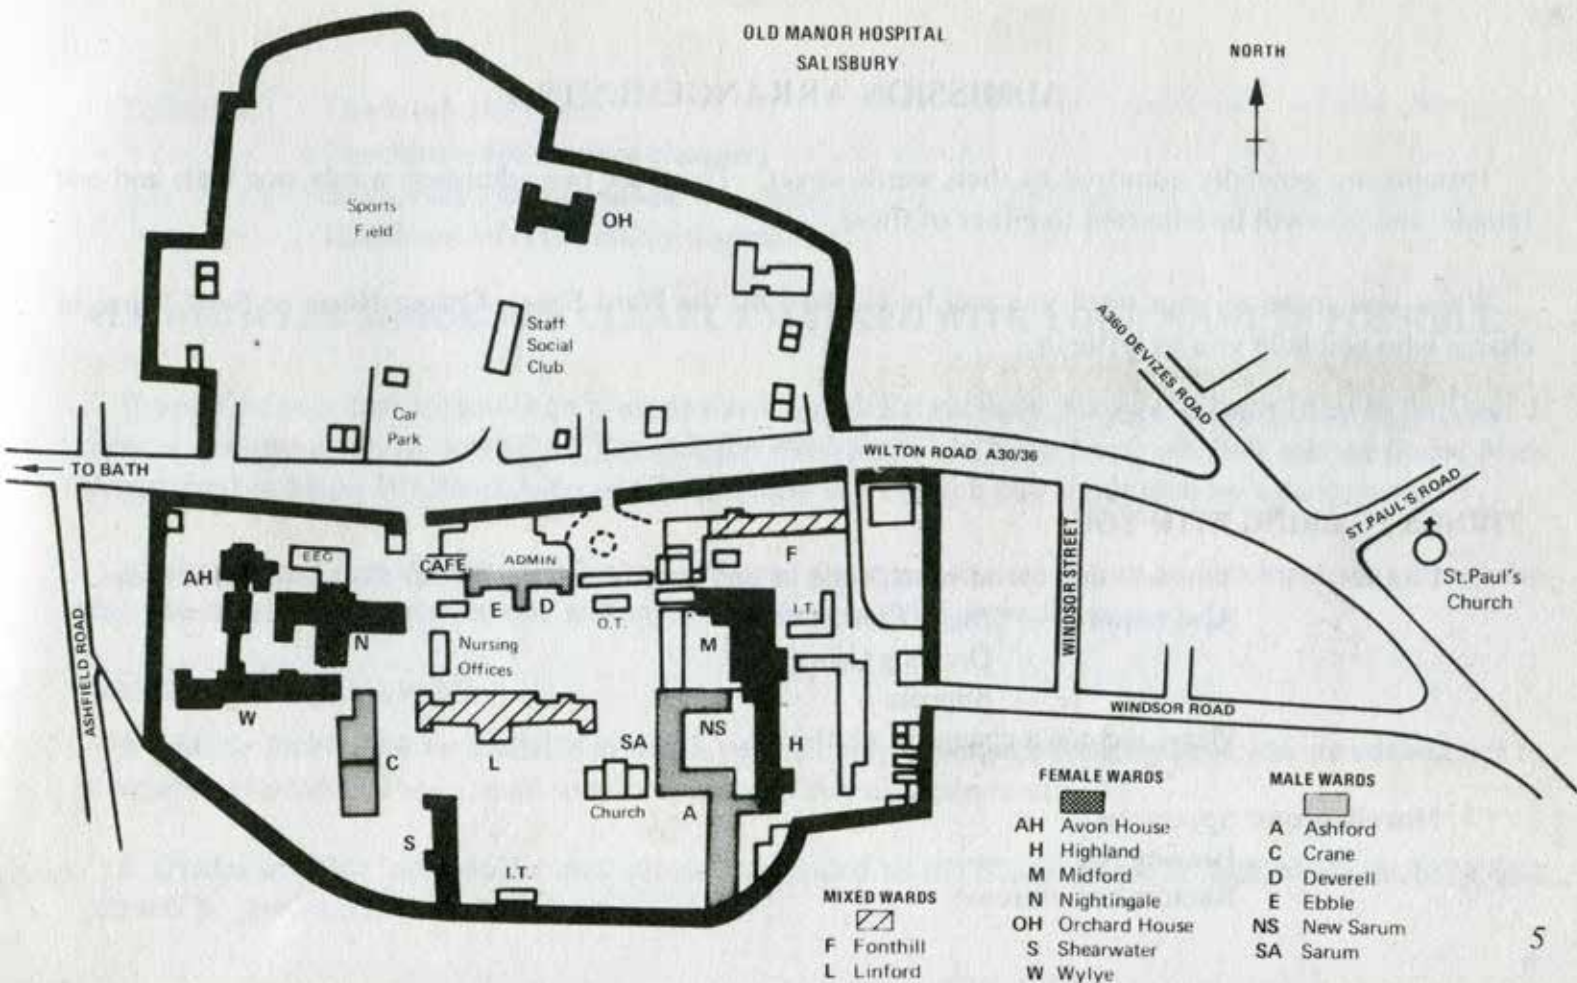 OLD MANOR HOSPITAL
SALISBURY
NORTH
ADMISSION ARRANGEMENTS
Sports
Field
OH
Staff
Social
Club
Car
Park
A360 DEVIZES ROAD
TO BATH
WILTON ROAD A30/36
ST.PAUL'S ROAD
St.Paul's
Church
WINDSOR STREET
WINDSOR ROAD
ASHFIELD ROAD
AH
EEG
CAFE
ADMIN
E
D
O.T.
F
I.T.
N
Nursing
Offices
M
W
C
L
SA
Church
NS
H
A
S
I.T.
MIXED WARDS
F Fonthill
L Linford
FEMALE WARDS
AH Avon House
H Highland
M Midford
N Nightingale
OH Orchard House
S Shearwater
W Wylye
MALE WARDS
A Ashford
C Crane
D Deverell
E Ebble
NS New Sarum
SA Sarum
5